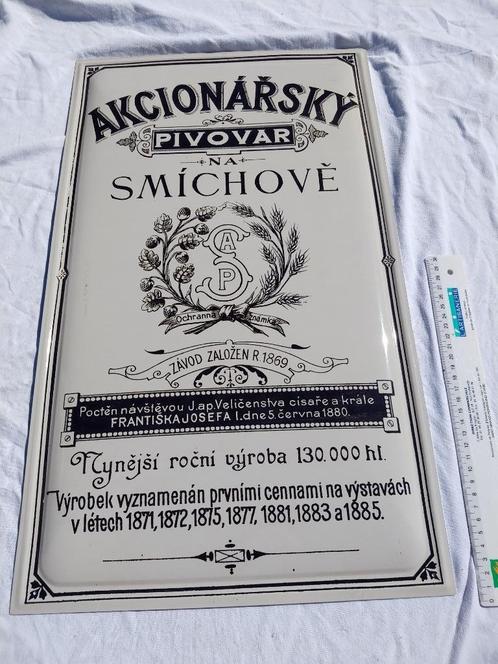 AKCIONÁŘSKÝ
PIVOVAR
NA
SMÍCHOVĚ
A
S
P
Ochranná známka
ZÁVOD ZALOŽEN R. 1869
Poctěn návštěvou J.ap. Veličenstva císaře a krále
FRANTIŠKA JOSEFA I. dne 5. června 1880.
Nynější roční výroba 130.000 hl.
Výrobek vyznamenán prvními cennami na výstavách
v létech 1871, 1872, 1875, 1877, 1881, 1883 a 1885.